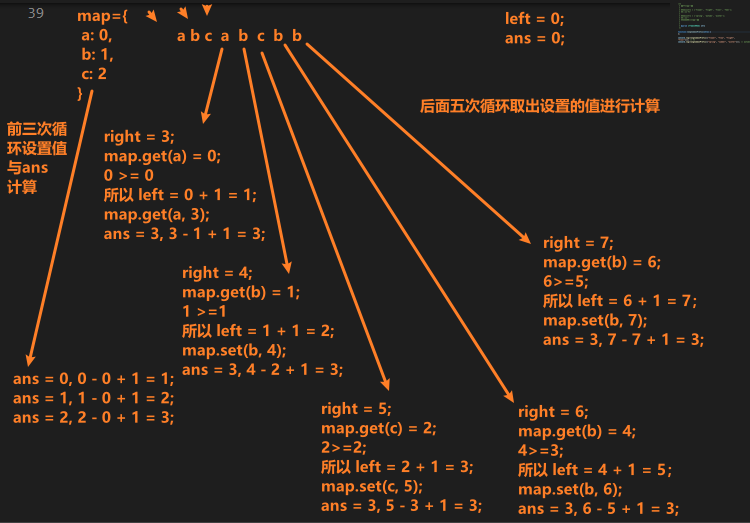 39
map={
a: 0,
b: 1,
c: 2
}
a b c a b c b b
left = 0;
ans = 0;
后面五次循环取出设置的值进行计算
前三次循
环设置值
与ans
计算
right = 3;
map.get(a) = 0;
0 >= 0
所以 left = 0 + 1 = 1;
map.get(a, 3);
ans = 3, 3 - 1 + 1 = 3;
right = 4;
map.get(b) = 1;
1 >=1
所以 left = 1 + 1 = 2;
map.set(b, 4);
ans = 3, 4 - 2 + 1 = 3;
right = 7;
map.get(b) = 6;
6>=5;
所以 left = 6 + 1 = 7;
map.set(b, 7);
ans = 3, 7 - 7 + 1 = 3;
ans = 0, 0 - 0 + 1 = 1;
ans = 1, 1 - 0 + 1 = 2;
ans = 2, 2 - 0 + 1 = 3;
right = 5;
map.get(c) = 2;
2>=2;
所以 left = 2 + 1 = 3;
map.set(c, 5);
ans = 3, 5 - 3 + 1 = 3;
right = 6;
map.get(b) = 4;
4>=3;
所以 left = 4 + 1 = 5;
map.set(b, 6);
ans = 3, 6 - 5 + 1 = 3;